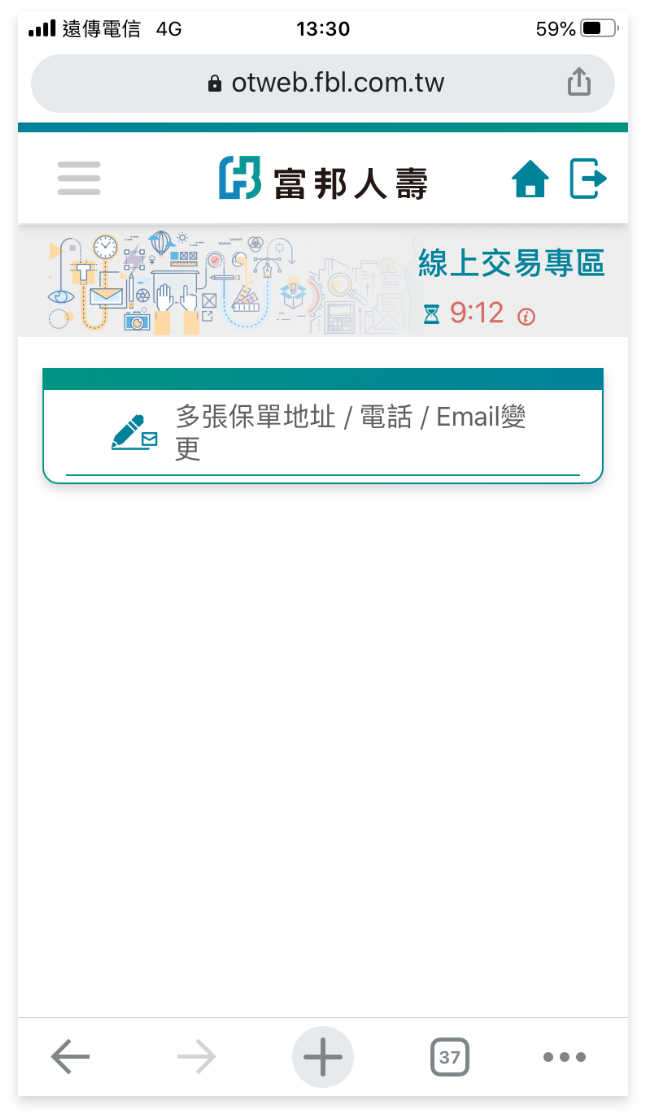 遠傳電信 4G 13:30 59%
otweb.fbl.com.tw
富邦人壽
線上交易專區
9:12
多張保單地址 / 電話 / Email變
更
37